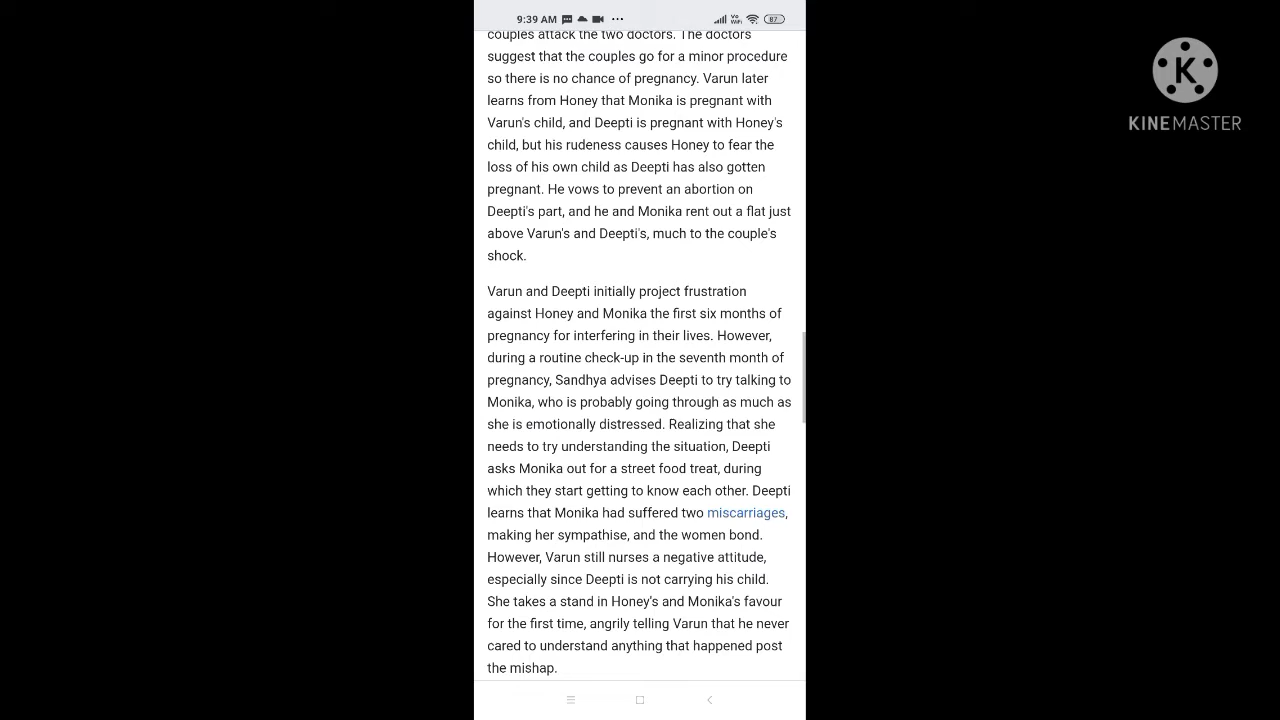 9:39 AM
Vo
WiFi
87
couples attack the two doctors. The doctors
suggest that the couples go for a minor procedure
so there is no chance of pregnancy. Varun later
learns from Honey that Monika is pregnant with
Varun's child, and Deepti is pregnant with Honey's
child, but his rudeness causes Honey to fear the
loss of his own child as Deepti has also gotten
pregnant. He vows to prevent an abortion on
Deepti's part, and he and Monika rent out a flat just
above Varun's and Deepti's, much to the couple's
shock.
Varun and Deepti initially project frustration
against Honey and Monika the first six months of
pregnancy for interfering in their lives. However,
during a routine check-up in the seventh month of
pregnancy, Sandhya advises Deepti to try talking to
Monika, who is probably going through as much as
she is emotionally distressed. Realizing that she
needs to try understanding the situation, Deepti
asks Monika out for a street food treat, during
which they start getting to know each other. Deepti
learns that Monika had suffered two miscarriages,
making her sympathise, and the women bond.
However, Varun still nurses a negative attitude,
especially since Deepti is not carrying his child.
She takes a stand in Honey's and Monika's favour
for the first time, angrily telling Varun that he never
cared to understand anything that happened post
the mishap.
K
KINEMASTER